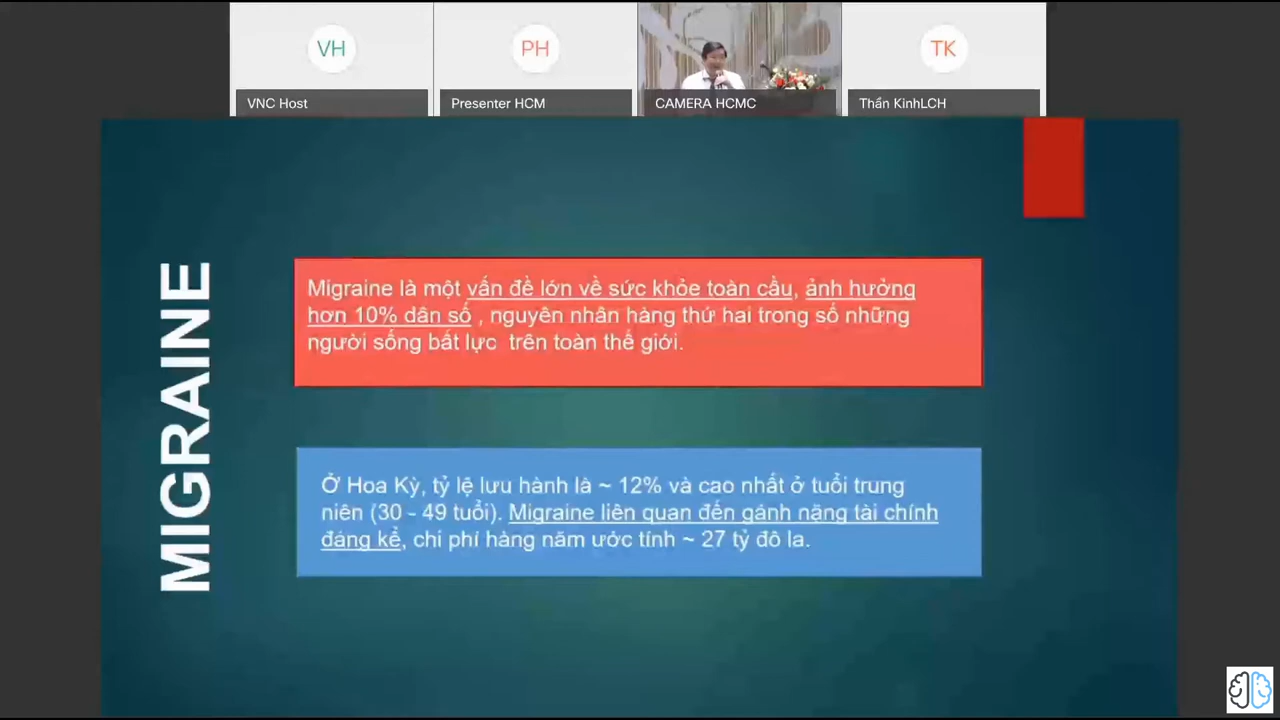 VH
PH
TK
VNC Host
Presenter HCM
CAMERA HCMC
Thần KinhLCH
MIGRAINE
Migraine là một vấn đề lớn về sức khỏe toàn cầu, ảnh hưởng
hơn 10% dân số , nguyên nhân hàng thứ hai trong số những
người sống bất lực  trên toàn thế giới.
Ở Hoa Kỳ, tỷ lệ lưu hành là ~ 12% và cao nhất ở tuổi trung
niên (30 - 49 tuổi). Migraine liên quan đến gánh nặng tài chính
đáng kể, chi phí hàng năm ước tính ~ 27 tỷ đô la.